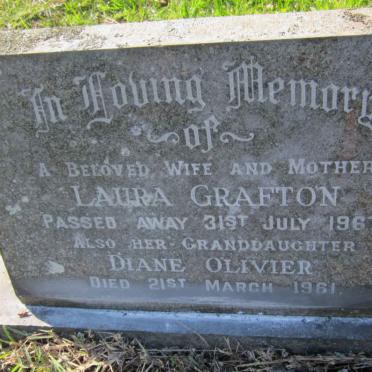 In Loving Memory
of
A BELOVED WIFE AND MOTHER
LAURA GRAFTON
PASSED AWAY 31ST JULY
ALSO HER GRANDDAUGHTER
DIANE OLIVIER
DIED 21ST MARCH 1961